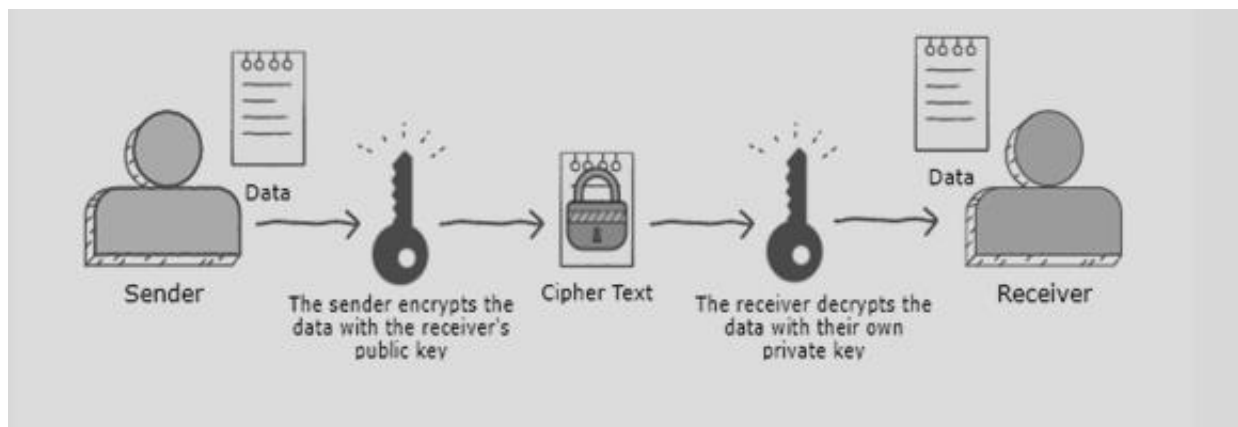 Data
Sender
The sender encrypts the
data with the receiver's
public key
Cipher Text
The receiver decrypts the
data with their own
private key
Data
Receiver